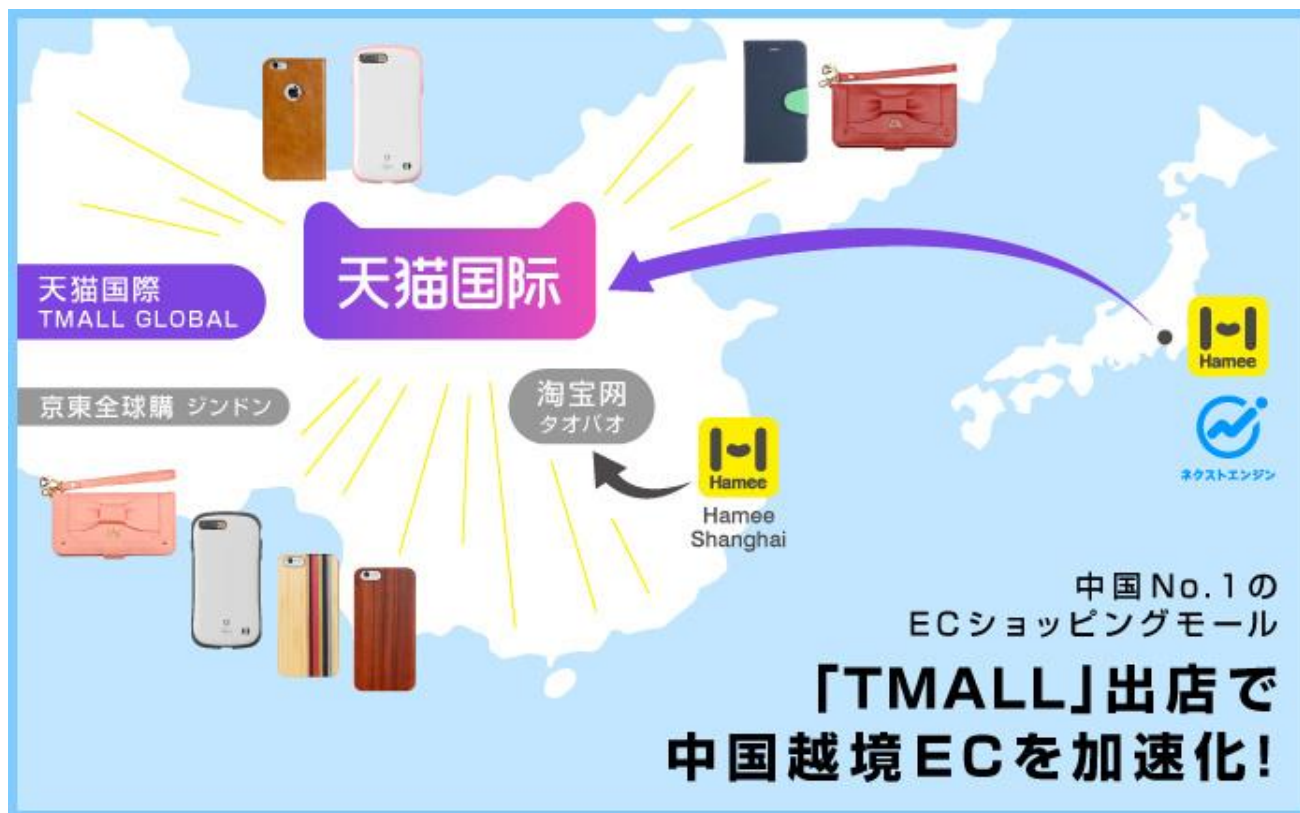 天猫国际
天猫国際
TMALL GLOBAL
京東全球購 ジンドン
淘宝网
タオバオ
Hamee
Hamee
Shanghai
Hamee
ネクストエンジン
中国No.1の
ECショッピングモール
「TMALL」出店で
中国越境ECを加速化!